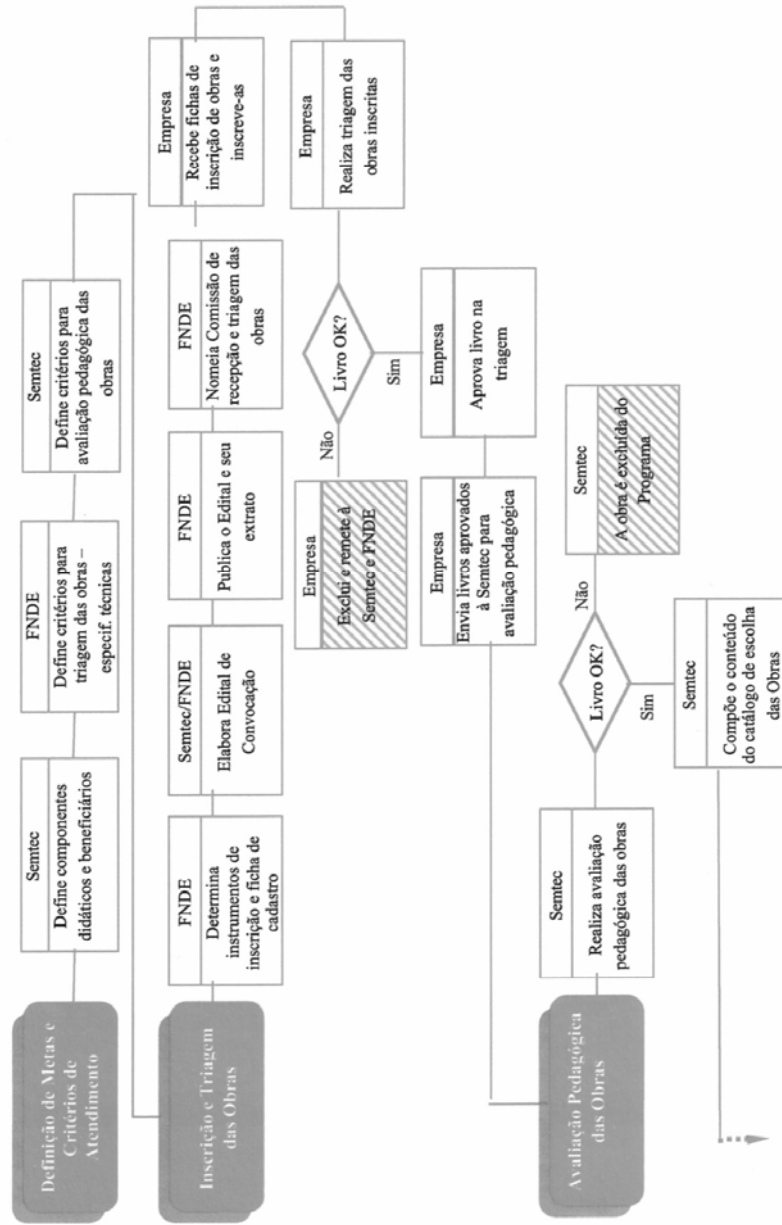 Definição de Metas e
Critérios de
Atendimento
Semtec
Define componentes
didáticos e beneficiários
FNDE
Define critérios para
triagem das obras –
especif. técnicas
Semtec
Define critérios para
avaliação pedagógica das
obras
Inscrição e Triagem
das Obras
FNDE
Determina
instrumentos de
inscrição e ficha de
cadastro
Semtec/FNDE
Elabora Edital de
Convocação
FNDE
Publica o Edital e seu
extrato
FNDE
Nomeia Comissão de
recepção e triagem das
obras
Empresa
Recebe fichas de
inscrição de obras e
inscreve-as
Empresa
Realiza triagem das
obras inscritas
Livro OK?
Não
Empresa
Exclui e remete à
Semtec e FNDE
Sim
Empresa
Aprova livro na
triagem
Empresa
Envia livros aprovados
à Semtec para
avaliação pedagógica
Avaliação Pedagógica
das Obras
Semtec
Realiza avaliação
pedagógica das obras
Livro OK?
Não
Semtec
A obra é excluída do
Programa
Sim
Semtec
Compõe o conteúdo
do catálogo de escolha
das Obras